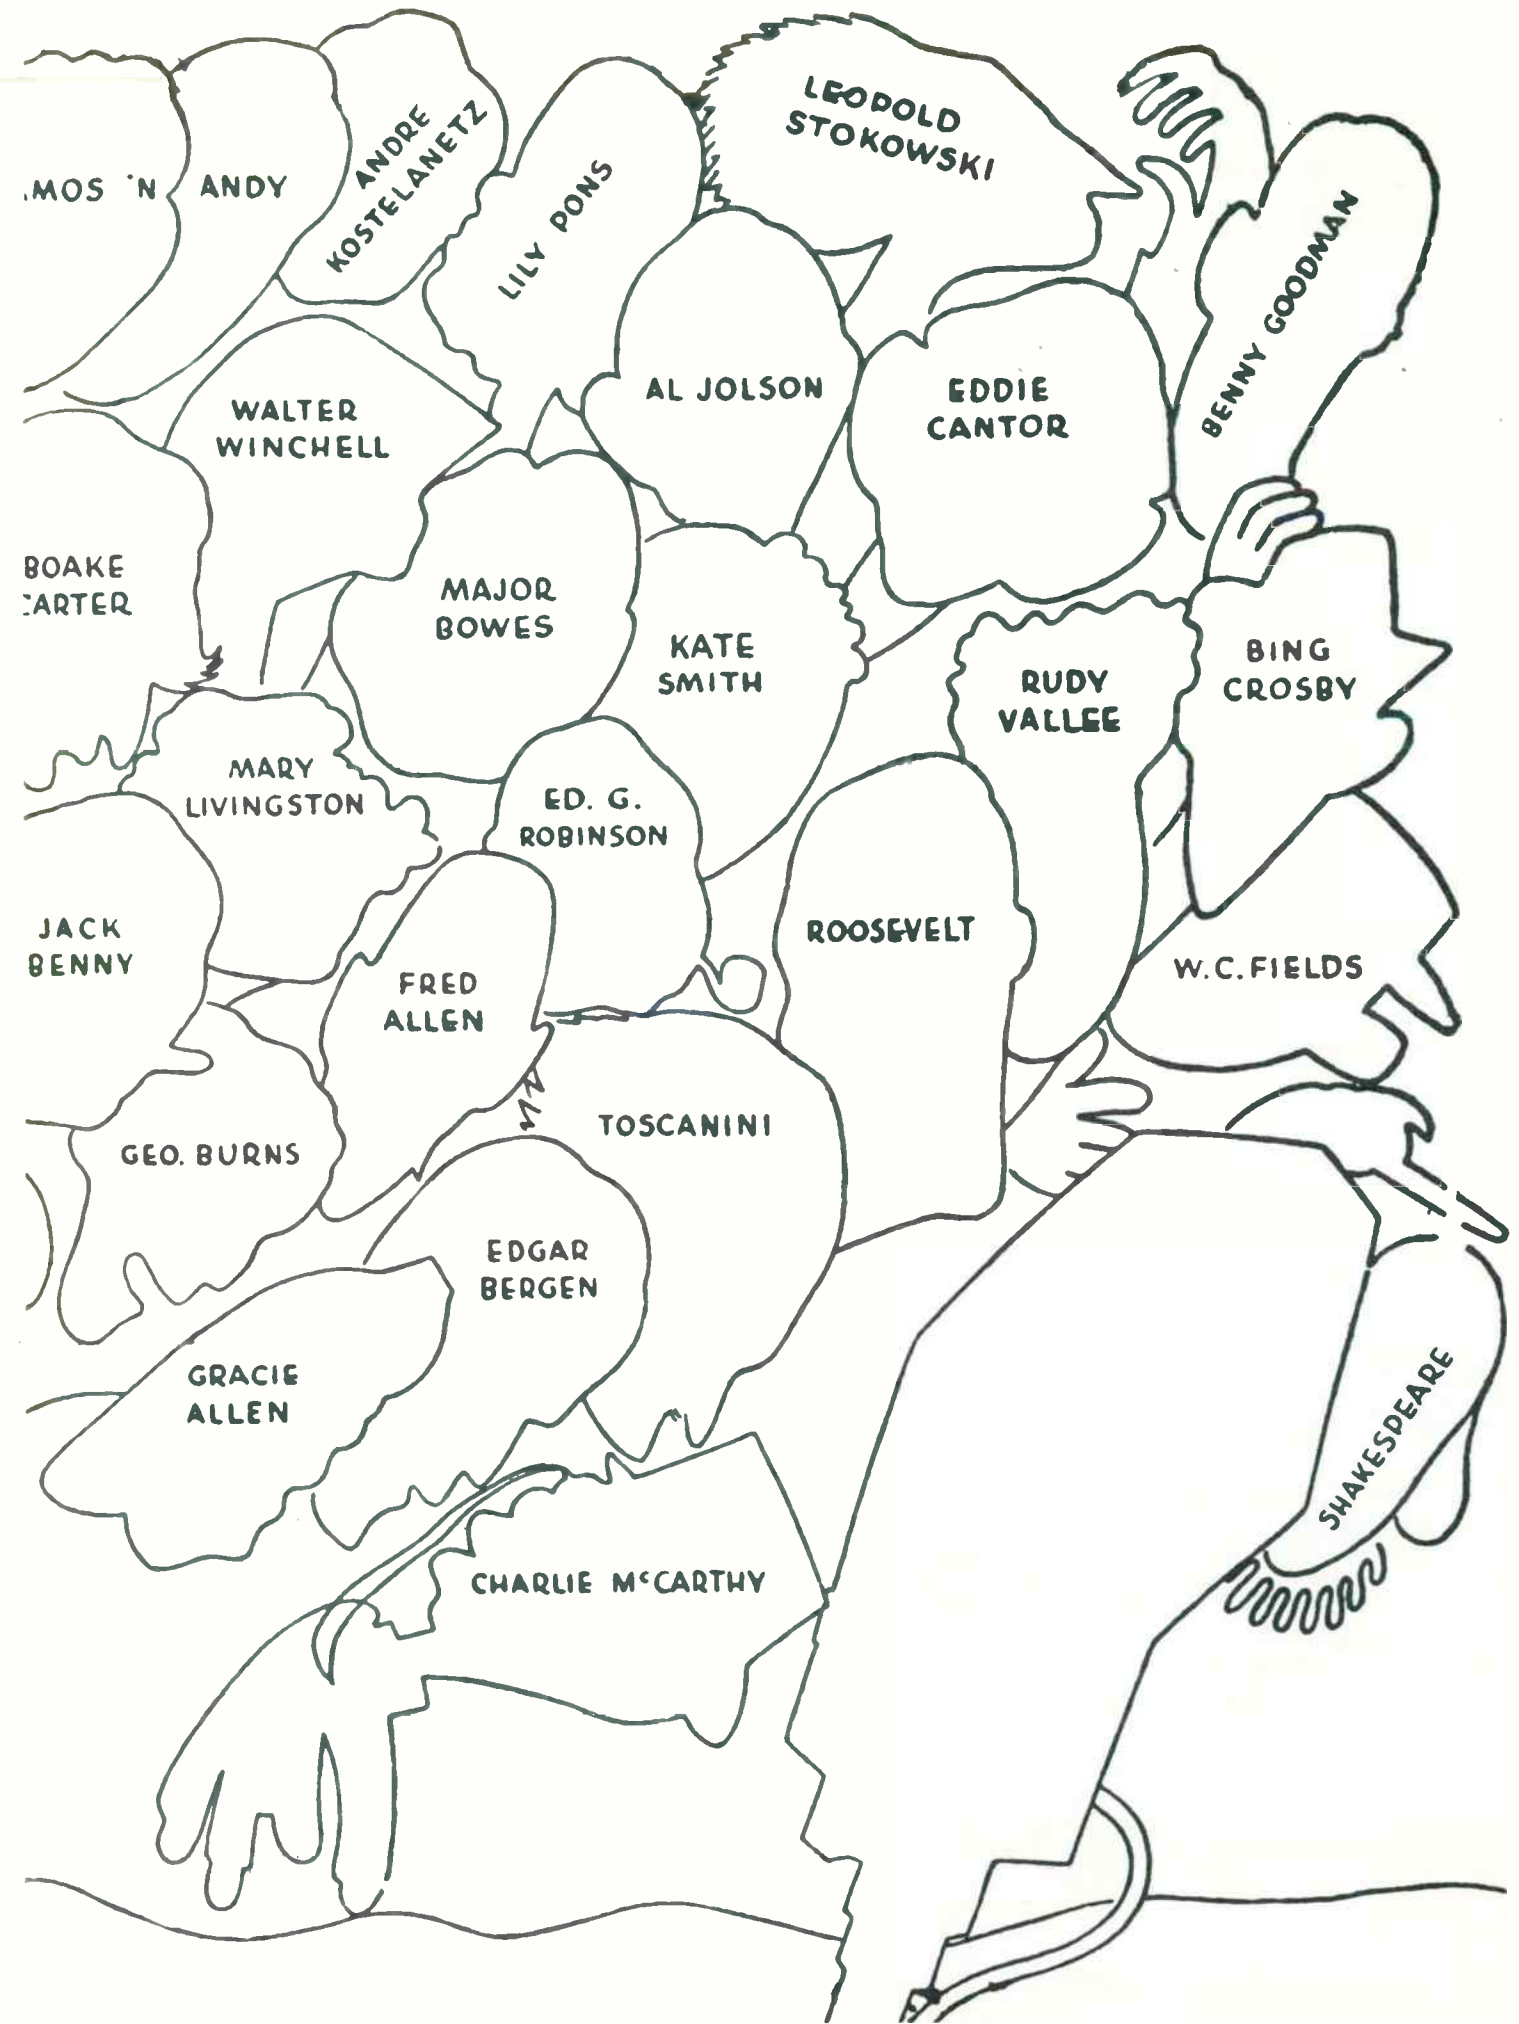 MOS 'N ANDY
ANDRE
KOSTELANETZ
LILY PONS
LEOPOLD
STOKOWSKI
BENNY GOODMAN
WALTER
WINCHELL
AL JOLSON
EDDIE
CANTOR
BOAKE
CARTER
MAJOR
BOWES
KATE
SMITH
RUDY
VALLEE
BING
CROSBY
MARY
LIVINGSTON
ED. G.
ROBINSON
JACK
BENNY
FRED
ALLEN
ROOSEVELT
W.C. FIELDS
GEO. BURNS
TOSCANINI
EDGAR
BERGEN
GRACIE
ALLEN
SHAKESPEARE
CHARLIE McCARTHY